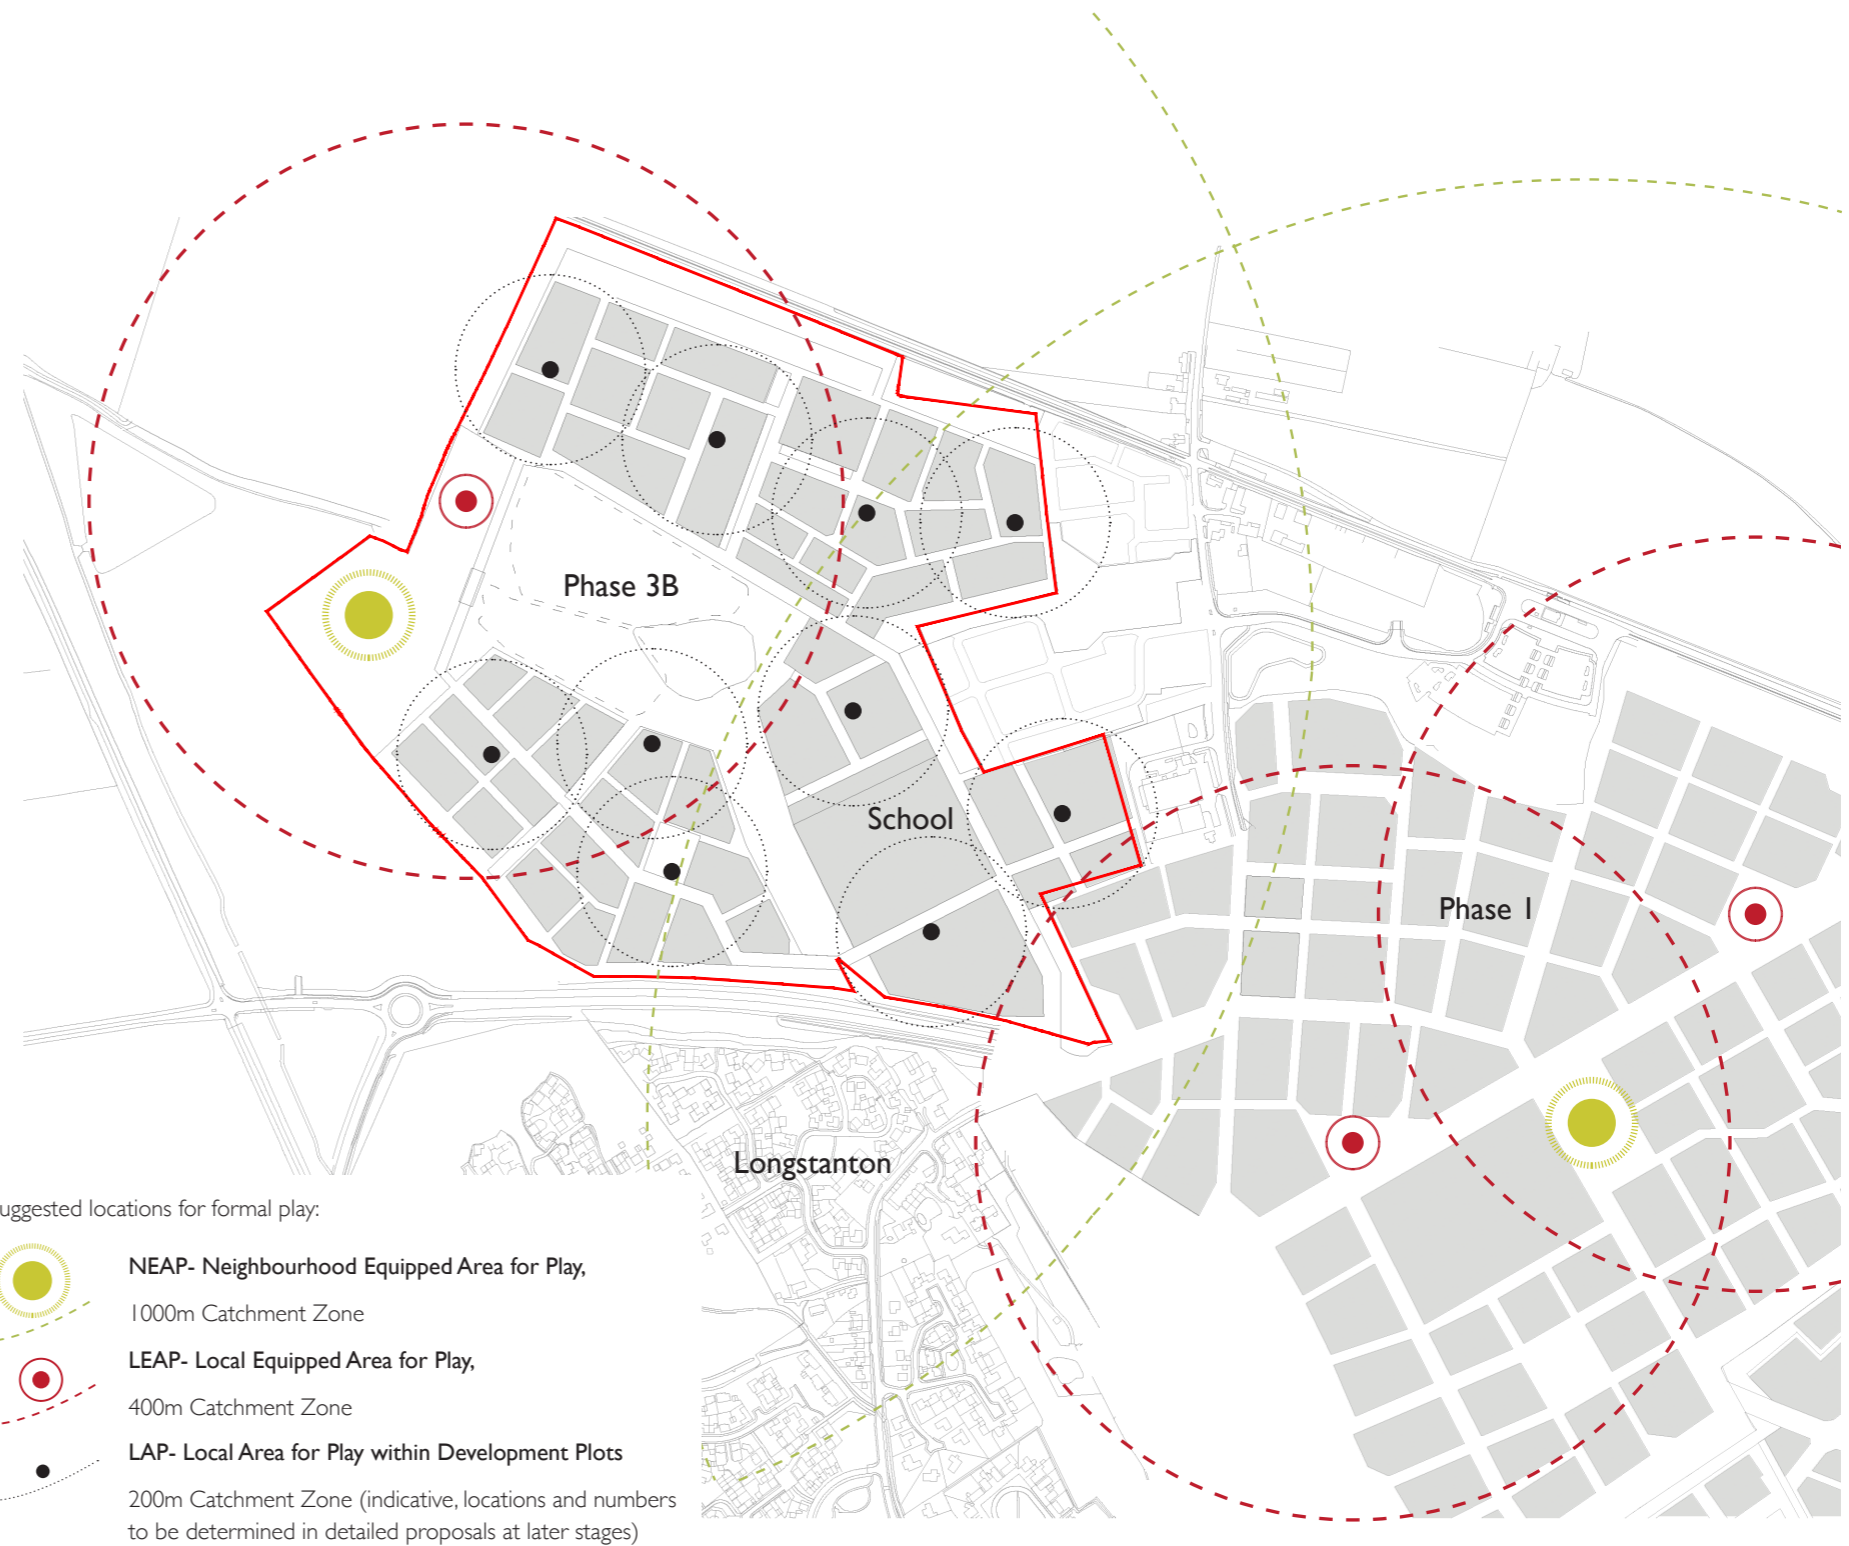 Phase 3B
School
Phase 1
Longstanton
uggested locations for formal play:
NEAP- Neighbourhood Equipped Area for Play,
1000m Catchment Zone
LEAP- Local Equipped Area for Play,
400m Catchment Zone
LAP- Local Area for Play within Development Plots
200m Catchment Zone (indicative, locations and numbers
to be determined in detailed proposals at later stages)